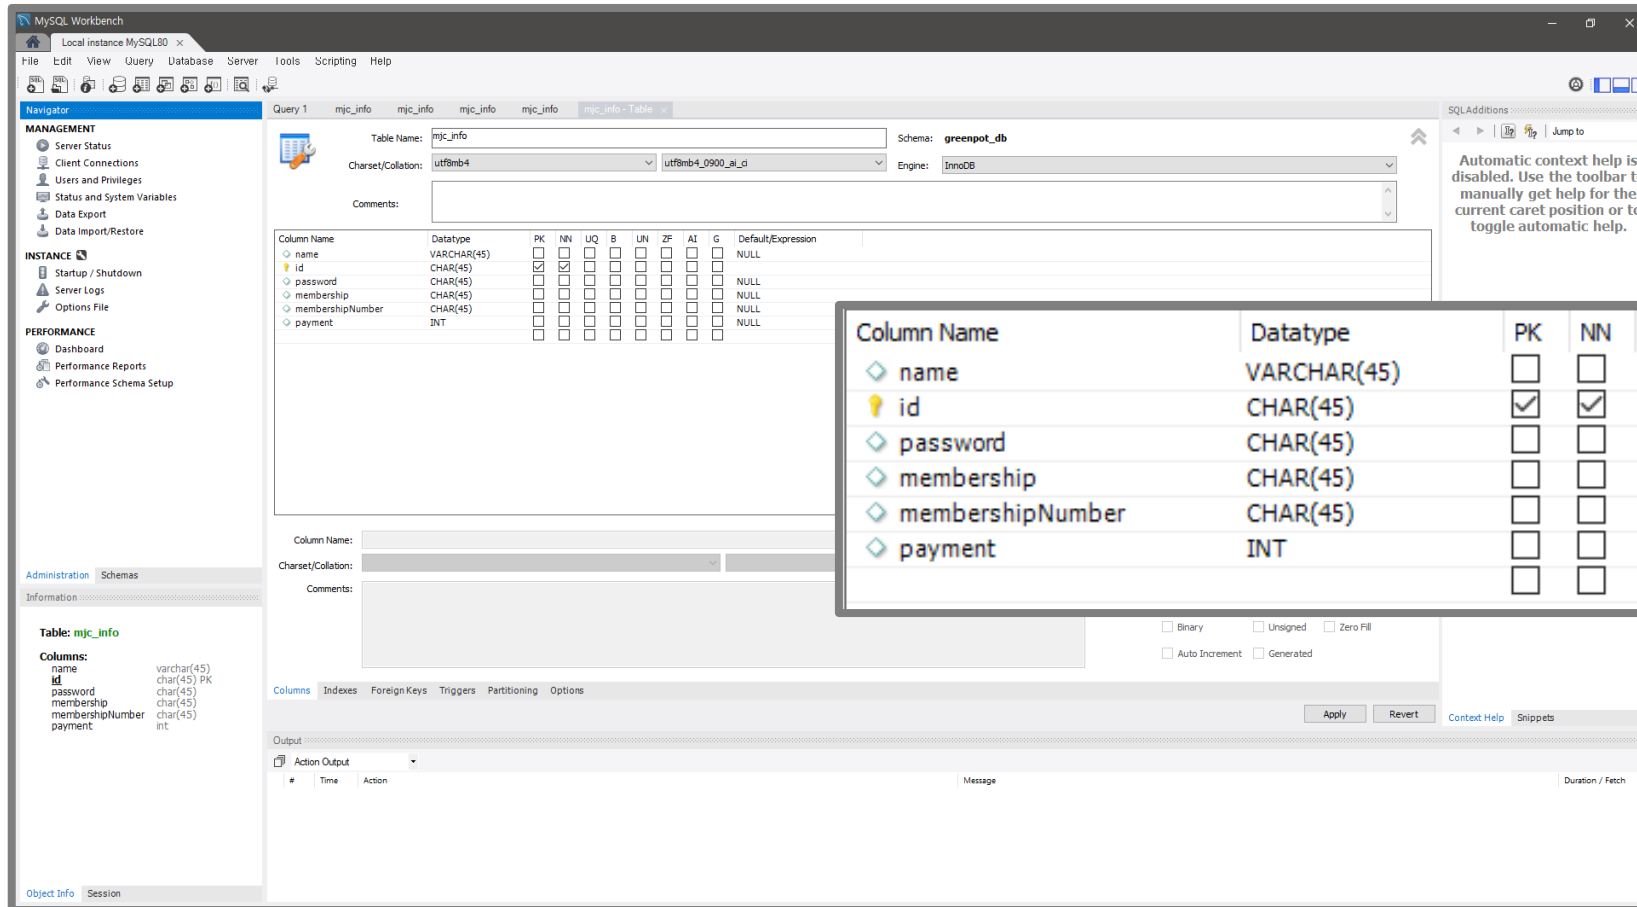 MySQL Workbench
Local instance MySQL80
File Edit View Query Database Server Tools Scripting Help
Navigator
MANAGEMENT
Server Status
Client Connections
Users and Privileges
Status and System Variables
Data Export
Data Import/Restore
INSTANCE
Startup / Shutdown
Server Logs
Options File
PERFORMANCE
Dashboard
Performance Reports
Performance Schema Setup
Administration Schemas
Information
Table: mjc_info
Columns:
name varchar(45)
id char(45) PK
password char(45)
membership char(45)
membershipNumber char(45)
payment int
Object Info Session
Query 1 mjc_info mjc_info mjc_info mjc_info mjc_info - Table
Table Name: mjc_info Schema: greenpot_db
Charset/Collation: utf8mb4 utf8mb4_0900_ai_ci Engine: InnoDB
Comments:
Column Name Datatype PK NN UQ B UN ZF AI G Default/Expression
name VARCHAR(45) NULL
id CHAR(45)
password CHAR(45) NULL
membership CHAR(45) NULL
membershipNumber CHAR(45) NULL
payment INT NULL
Column Name Datatype PK NN
name VARCHAR(45)
id CHAR(45)
password CHAR(45)
membership CHAR(45)
membershipNumber CHAR(45)
payment INT
Column Name:
Charset/Collation:
Comments:
Binary Unsigned Zero Fill
Auto Increment Generated
Columns Indexes Foreign Keys Triggers Partitioning Options
Apply Revert
Output
Action Output
# Time Action Message Duration / Fetch
SQLAdditions
Jump to
Automatic context help is
disabled. Use the toolbar
manually get help for the
current caret position or to
toggle automatic help.
Context Help Snippets